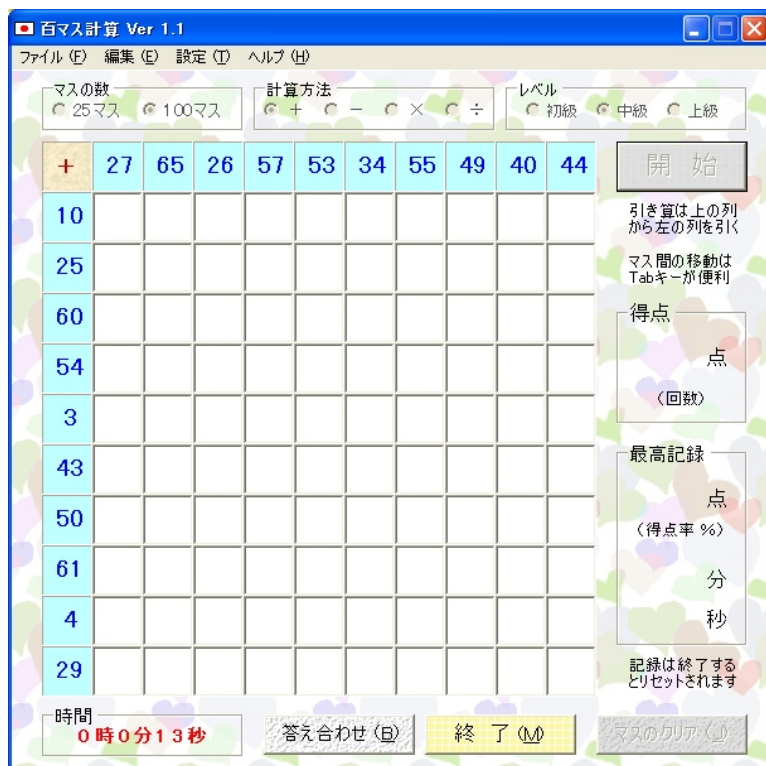 百マス計算 Ver 1.1
ファイル(F) 編集(E) 設定(T) ヘルプ(H)
マスの数 計算方法 レベル
25マス 100マス + − × ÷ 初級 中級 上級
+ 27 65 26 57 53 34 55 49 40 44
開始
10
引き算は上の列
から左の列を引く
25
マス間の移動は
Tabキーが便利
60
得点
54
点
3
(回数)
43
最高記録
50
点
(得点率 %)
61
分
4
秒
29
記録は終了する
とリセットされます
時間
0時0分13秒
答え合わせ(B)
終了(M)
マスのクリア(J)